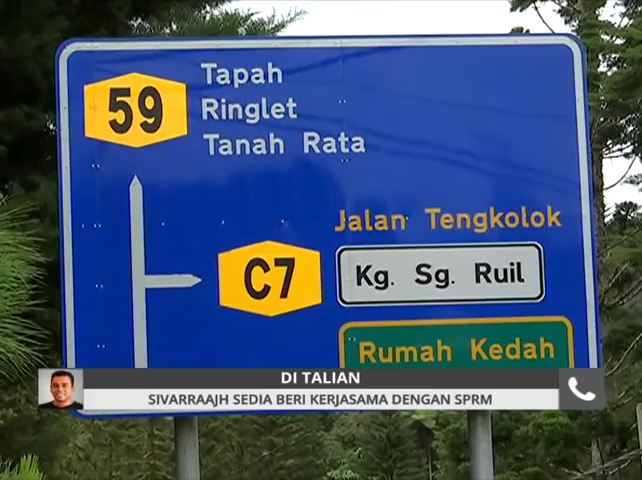 59
Tapah
Ringlet
Tanah Rata
Jalan Tengkolok
C7
Kg. Sg. Ruil
Rumah Kedah
DI TALIAN
SIVARRAAJH SEDIA BERI KERJASAMA DENGAN SPRM